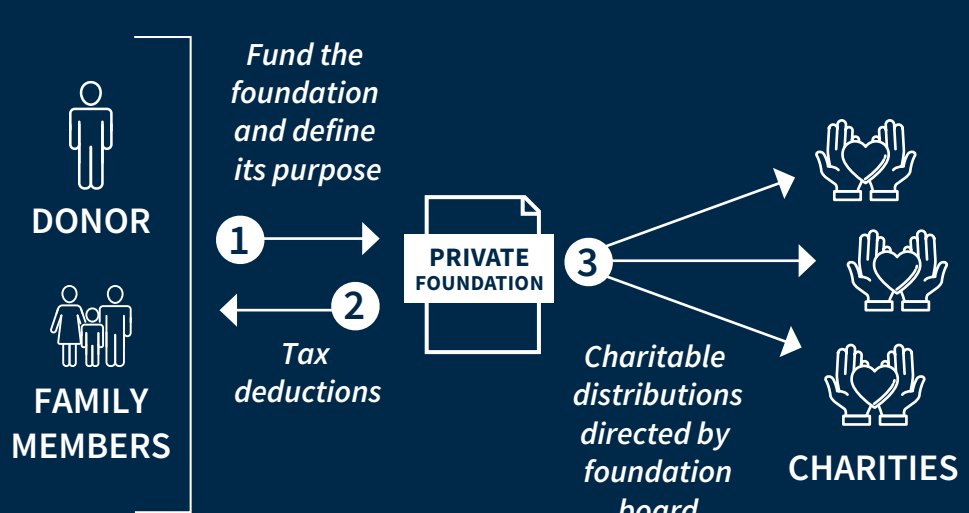 Fund the
foundation
and define
its purpose
DONOR
1
PRIVATE
FOUNDATION
3
2
FAMILY
MEMBERS
Tax
deductions
Charitable
distributions
directed by
foundation
board
CHARITIES